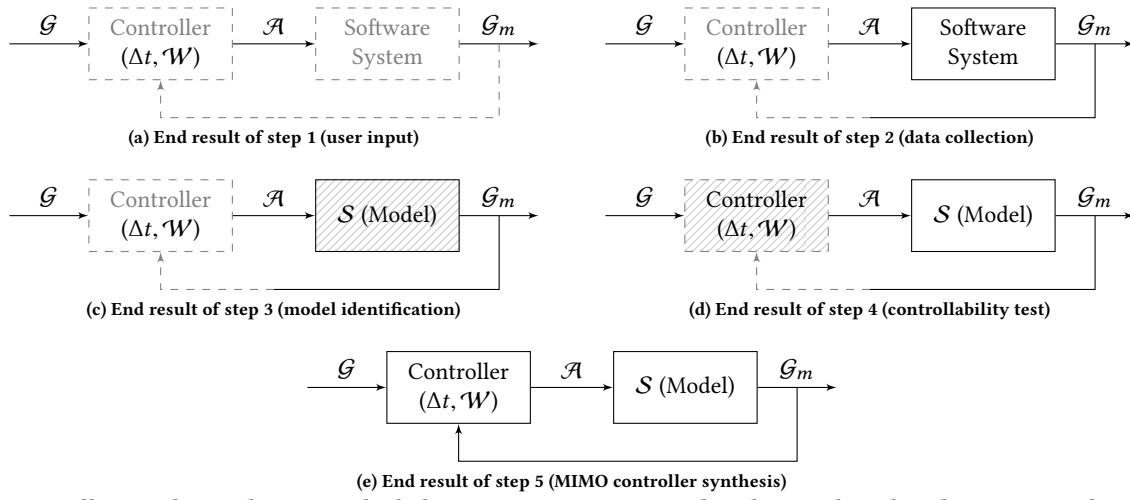 𝒢
Controller
(Δt, 𝒲)
𝒜
Software
System
𝒢m
(a) End result of step 1 (user input)
𝒢
Controller
(Δt, 𝒲)
𝒜
Software
System
𝒢m
(b) End result of step 2 (data collection)
𝒢
Controller
(Δt, 𝒲)
𝒜
𝒮 (Model)
𝒢m
(c) End result of step 3 (model identification)
𝒢
Controller
(Δt, 𝒲)
𝒜
𝒮 (Model)
𝒢m
(d) End result of step 4 (controllability test)
𝒢
Controller
(Δt, 𝒲)
𝒜
𝒮 (Model)
𝒢m
(e) End result of step 5 (MIMO controller synthesis)